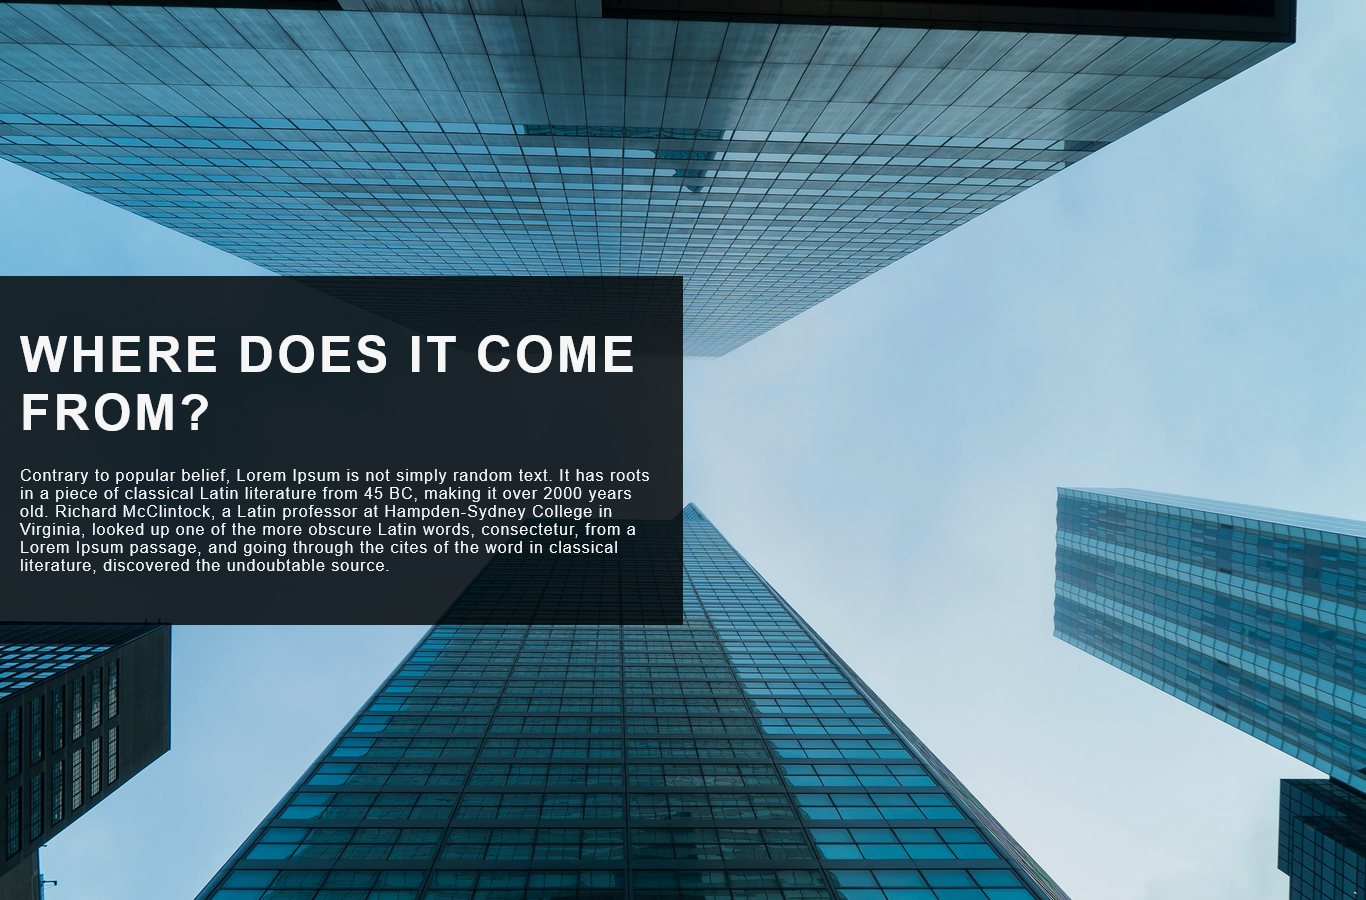 WHERE DOES IT COME
FROM?
Contrary to popular belief, Lorem Ipsum is not simply random text. It has roots
in a piece of classical Latin literature from 45 BC, making it over 2000 years
old. Richard McClintock, a Latin professor at Hampden-Sydney College in
Virginia, looked up one of the more obscure Latin words, consectetur, from a
Lorem Ipsum passage, and going through the cites of the word in classical
literature, discovered the undoubtable source.